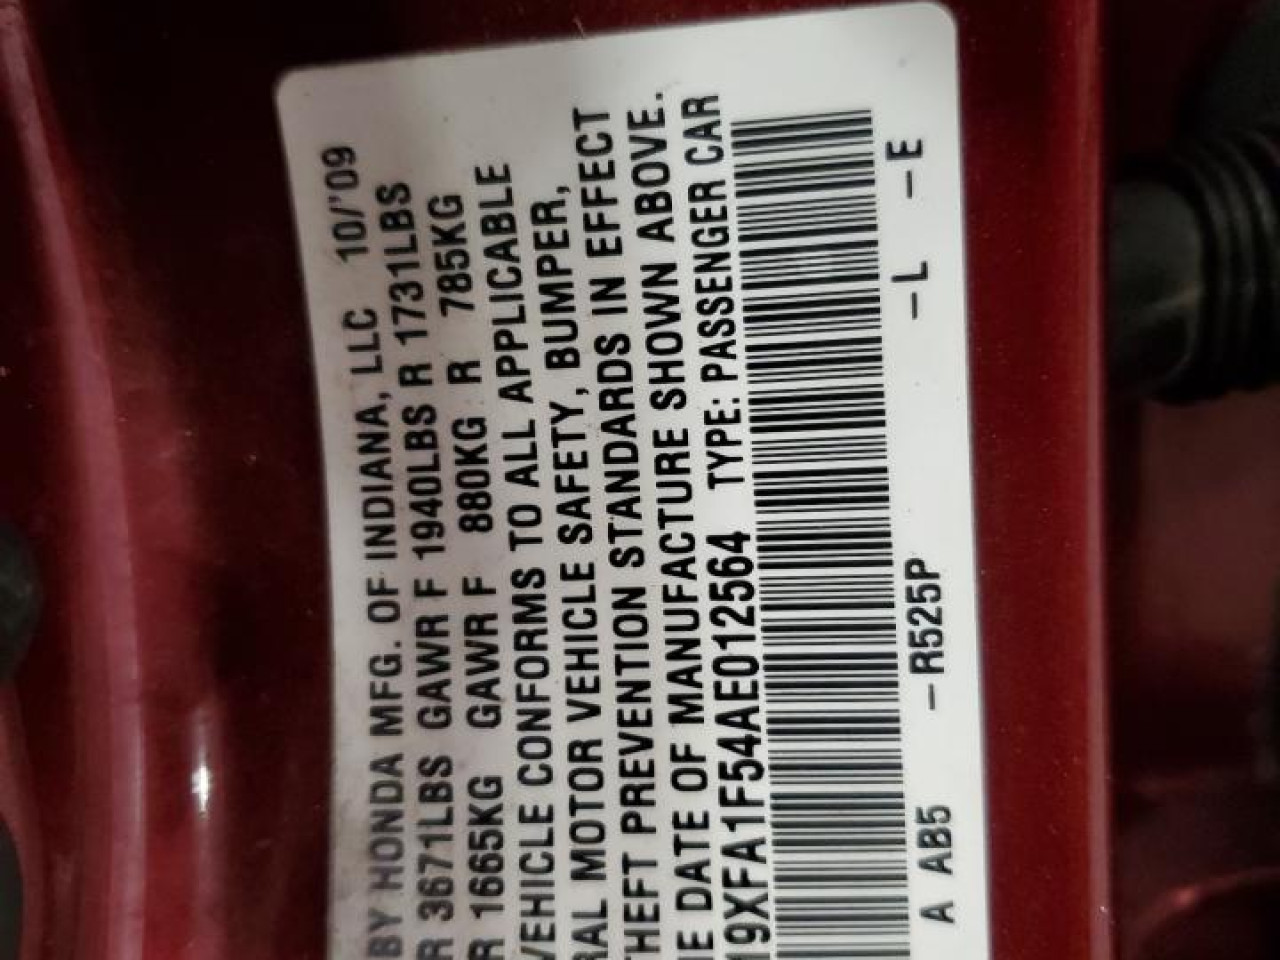 BY HONDA MFG. OF INDIANA, LLC 10/'09
R 3671LBS GAWR F 1940LBS R 1731LBS
R 1665KG GAWR F 880KG R 785KG
VEHICLE CONFORMS TO ALL APPLICABLE
RAL MOTOR VEHICLE SAFETY, BUMPER,
THEFT PREVENTION STANDARDS IN EFFECT
HE DATE OF MANUFACTURE SHOWN ABOVE.
19XFA1F54AE012564 TYPE: PASSENGER CAR
A AB5 -R525P -L -E